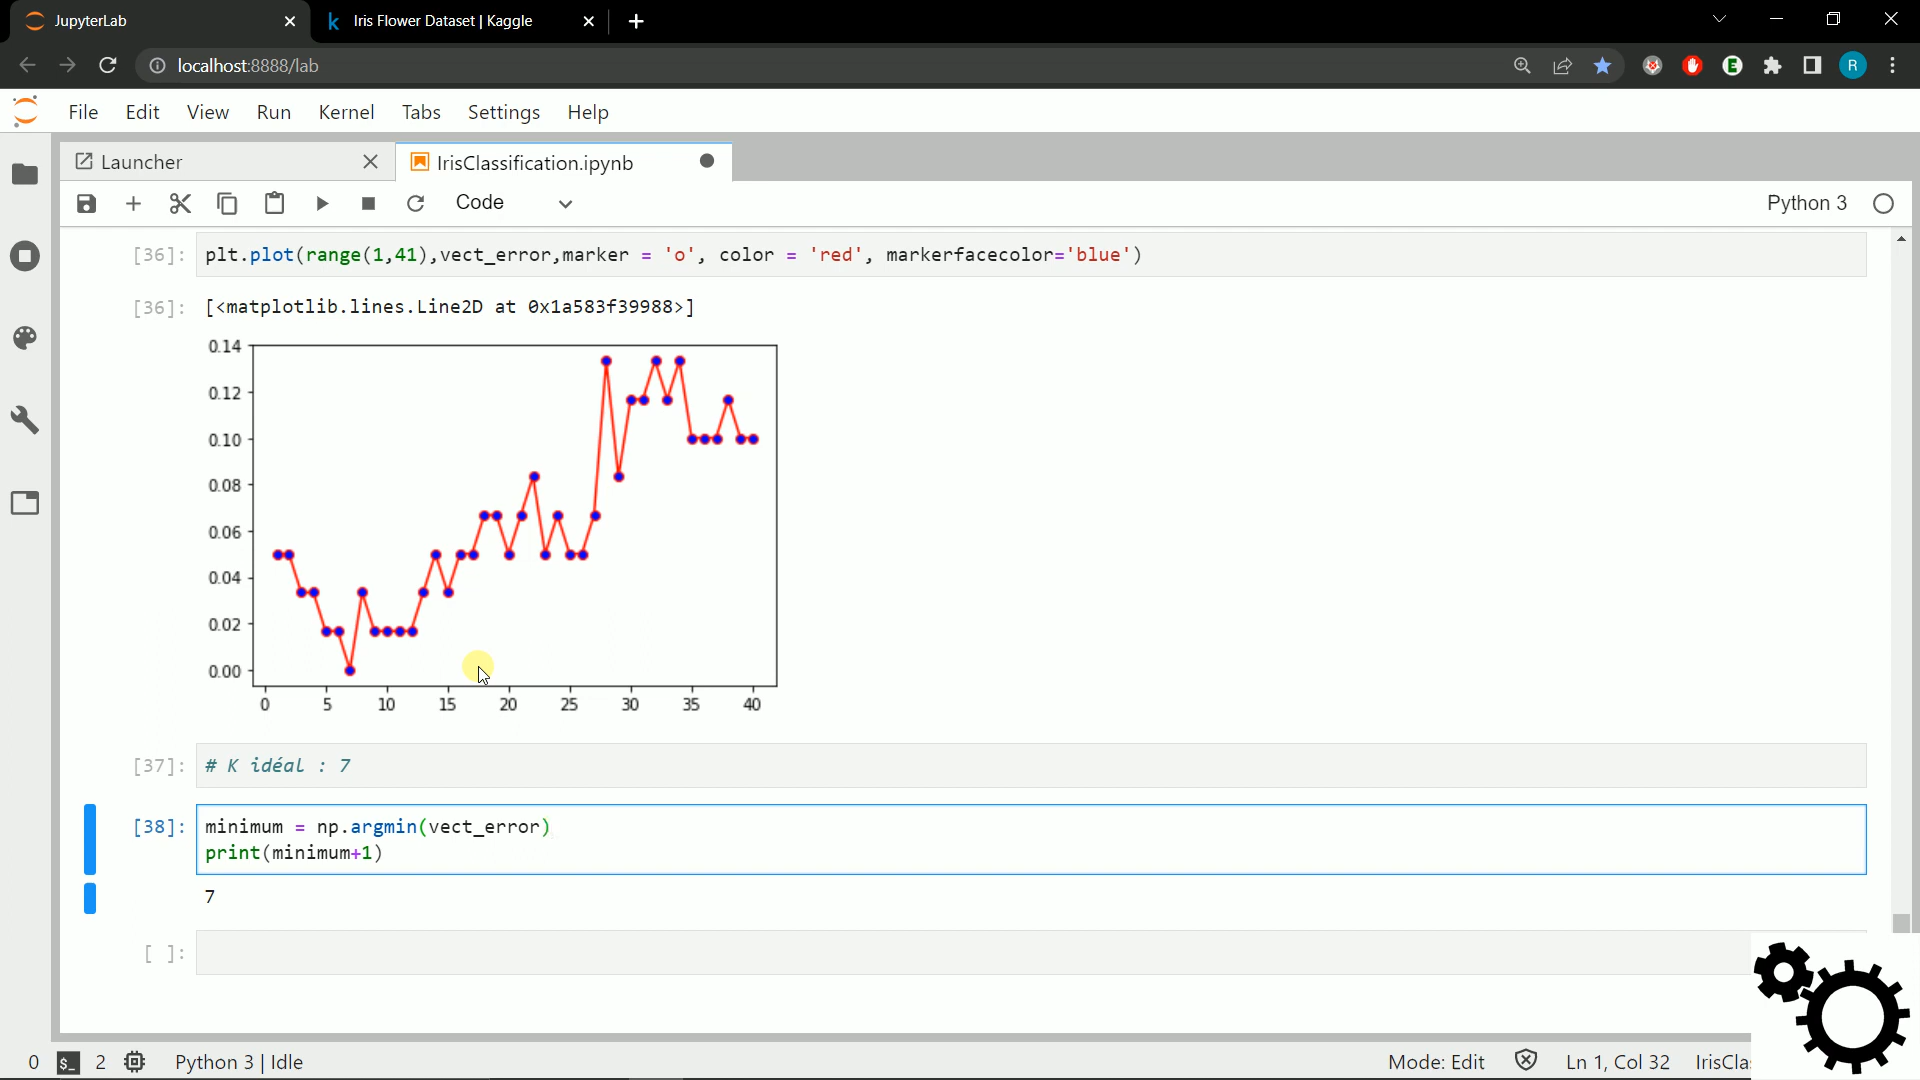 JupyterLab
k Iris Flower Dataset | Kaggle
localhost:8888/lab
E
R
File Edit View Run Kernel Tabs Settings Help
Launcher
IrisClassification.ipynb
Code
Python 3
[36]: plt.plot(range(1,41),vect_error,marker = 'o', color = 'red', markerfacecolor='blue')
[36]: [<matplotlib.lines.Line2D at 0x1a583f39988>]
0.14
0.12
0.10
0.08
0.06
0.04
0.02
0.00
0 5 10 15 20 25 30 35 40
[37]: # K idéal : 7
[38]: minimum = np.argmin(vect_error)
print(minimum+1)
7
[ ]:
0 $_ 2 Python 3 | Idle Mode: Edit Ln 1, Col 32 IrisCla